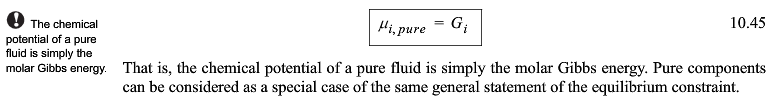 The chemical
potential of a pure
fluid is simply the
molar Gibbs energy.
μi,pure = Gi
10.45
That is, the chemical potential of a pure fluid is simply the molar Gibbs energy. Pure components
can be considered as a special case of the same general statement of the equilibrium constraint.